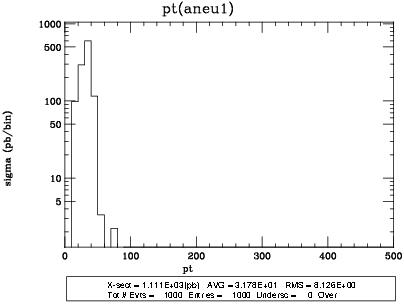 pt(aneu1)
1000
500
100
50
10
5
sigma (pb/bin)
0 100 200 300 400 500
pt
X-sect = 1.111E+03(pb) AVG = 3.178E+01 RMS = 8.126E+00
Tot # Evts = 1000 Entries = 1000 Undersc = 0 Over